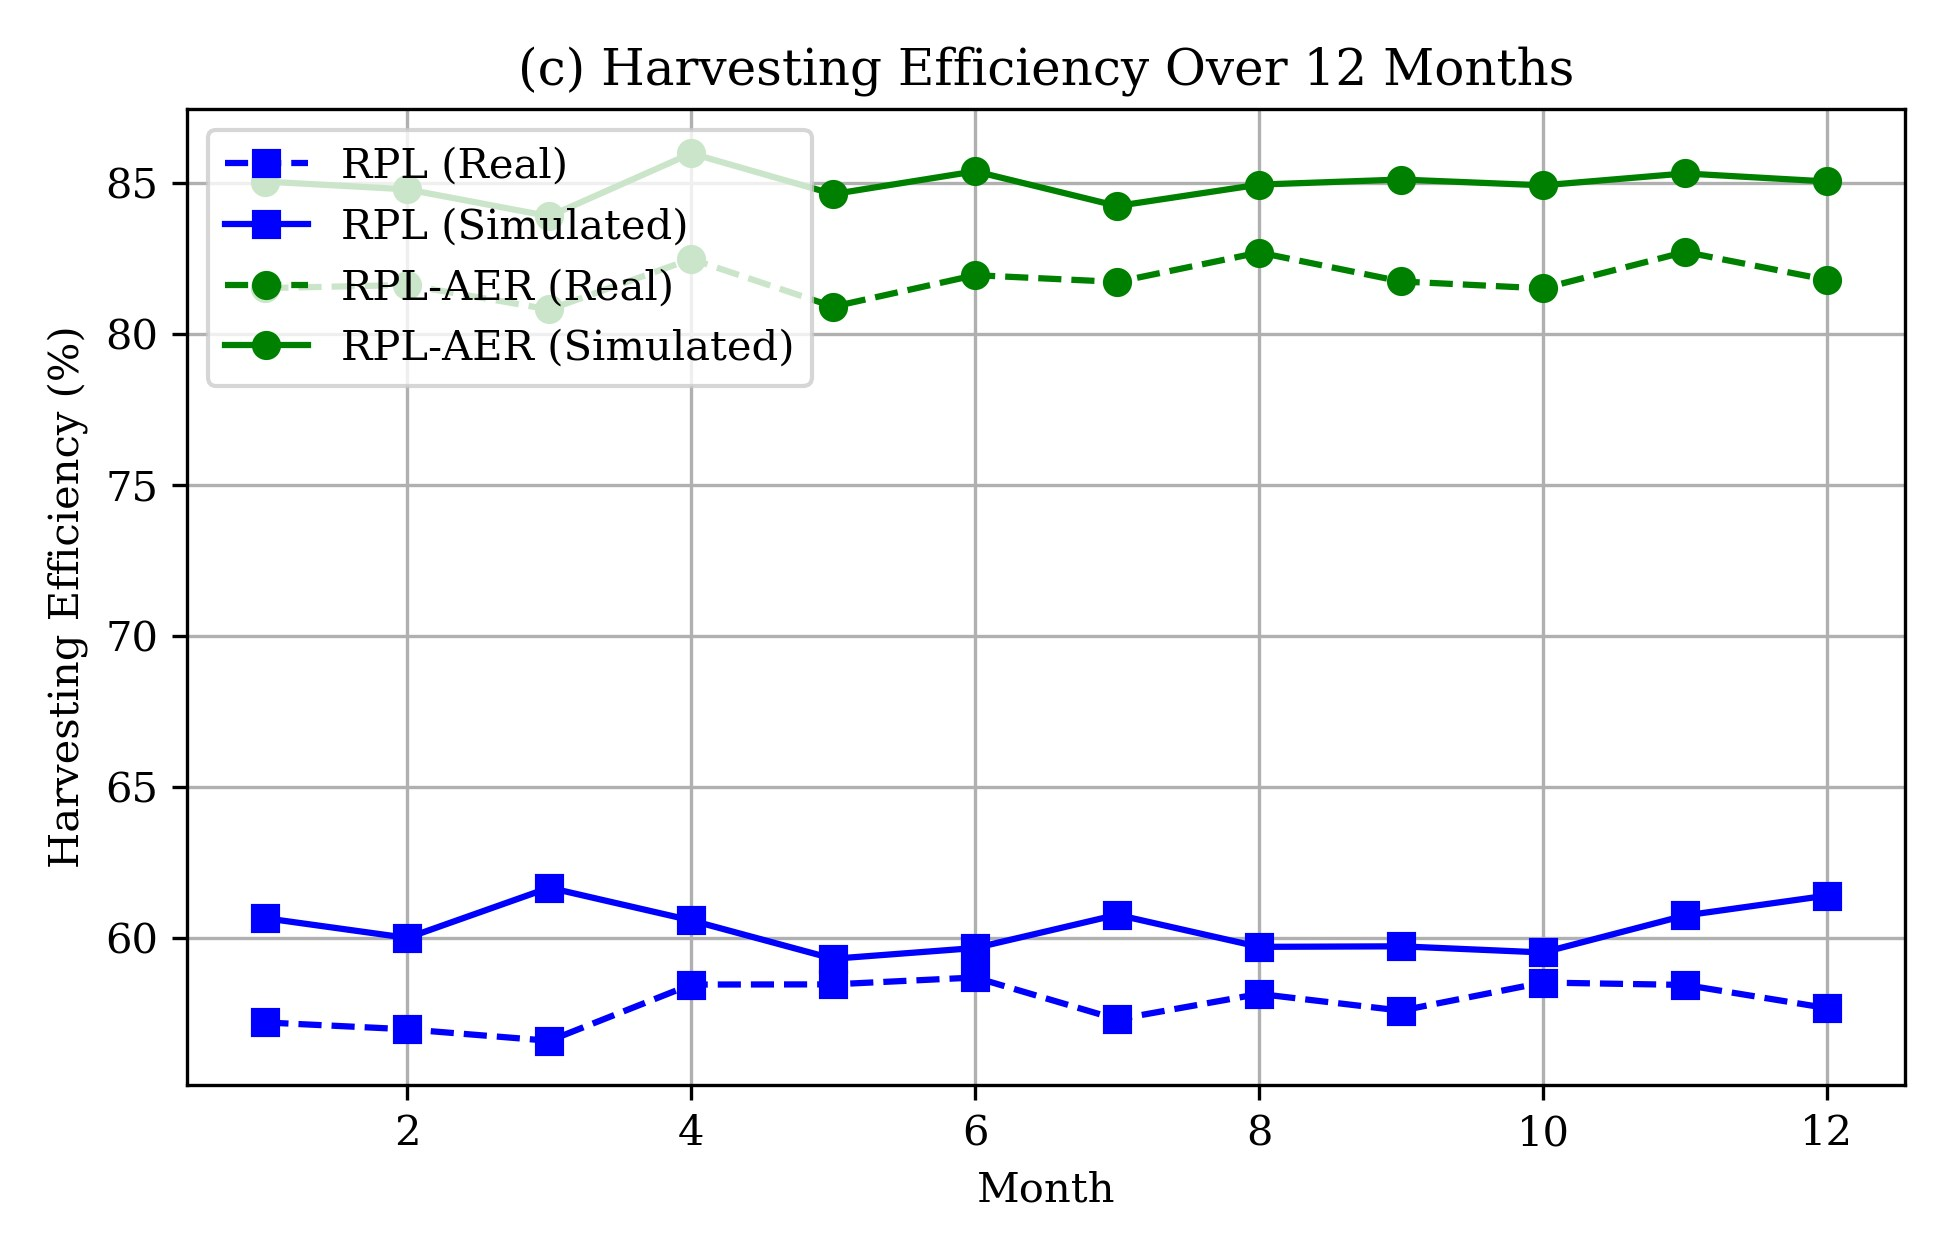 (c) Harvesting Efficiency Over 12 Months
RPL (Real)
RPL (Simulated)
RPL-AER (Real)
RPL-AER (Simulated)
Harvesting Efficiency (%)
85
80
75
70
65
60
2 4 6 8 10 12
Month